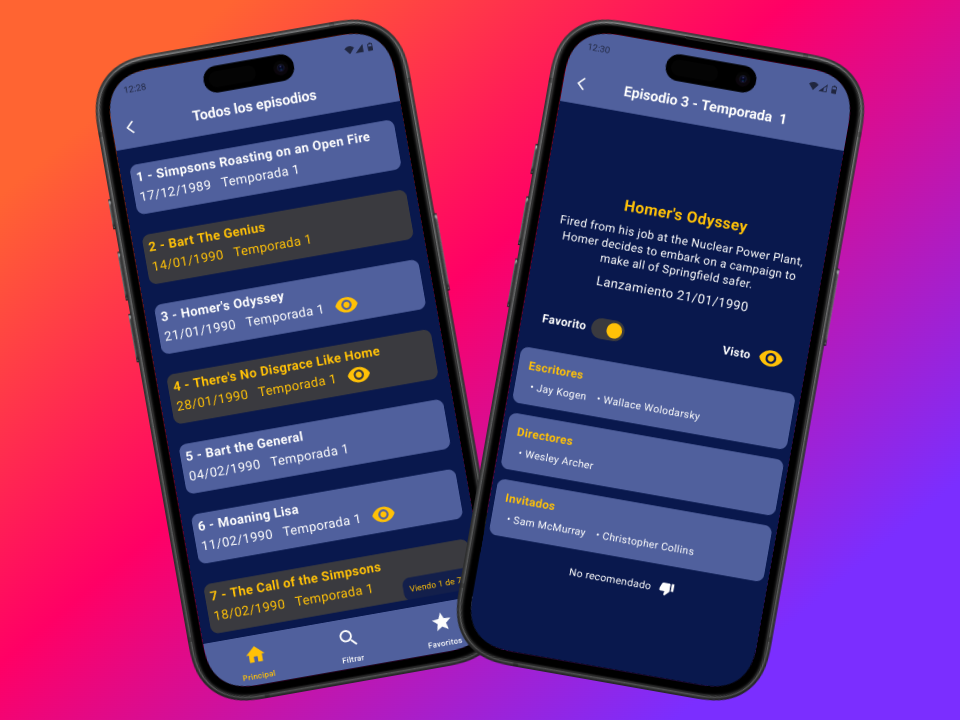 12:28
Todos los episodios
1 - Simpsons Roasting on an Open Fire
17/12/1989 Temporada 1
2 - Bart The Genius
14/01/1990 Temporada 1
3 - Homer's Odyssey
21/01/1990 Temporada 1
4 - There's No Disgrace Like Home
28/01/1990 Temporada 1
5 - Bart the General
04/02/1990 Temporada 1
6 - Moaning Lisa
11/02/1990 Temporada 1
7 - The Call of the Simpsons
18/02/1990 Temporada 1
Viendo 1 de 7
Principal
Filtrar
Favoritos
12:30
Episodio 3 - Temporada 1
Homer's Odyssey
Fired from his job at the Nuclear Power Plant,
Homer decides to embark on a campaign to
make all of Springfield safer.
Lanzamiento 21/01/1990
Favorito
Visto
Escritores
• Jay Kogen • Wallace Wolodarsky
Directores
• Wesley Archer
Invitados
• Sam McMurray • Christopher Collins
No recomendado